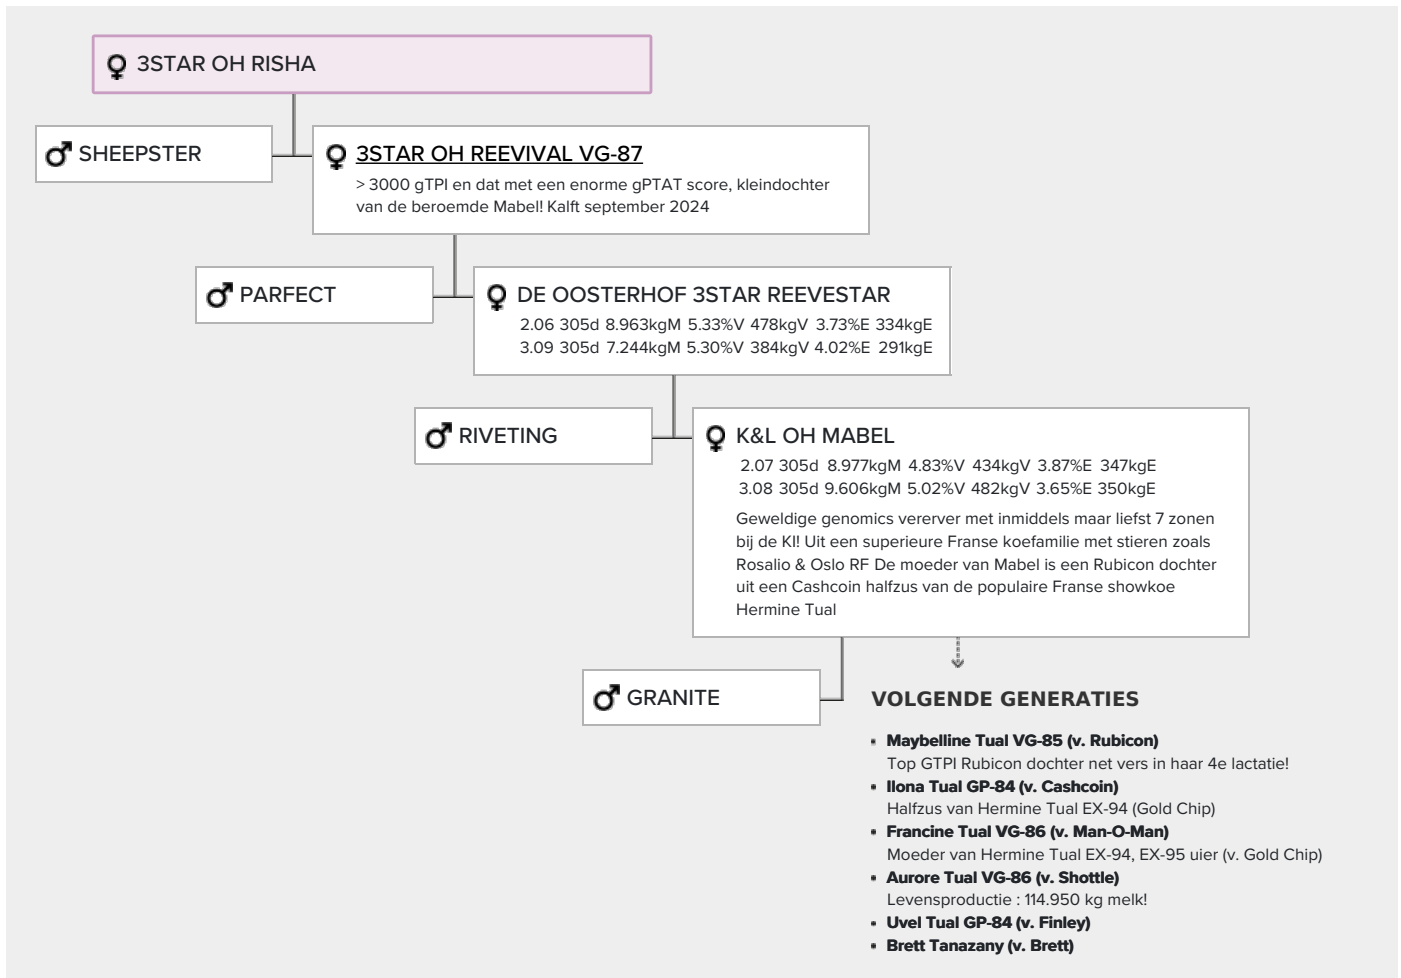 3STAR OH RISHA
SHEEPSTER
3STAR OH REEVIVAL VG-87
> 3000 gTPI en dat met een enorme gPTAT score, kleindochter
van de beroemde Mabel! Kalft september 2024
PARFECT
DE OOSTERHOF 3STAR REEVESTAR
2.06 305d 8.963kgM 5.33%V 478kgV 3.73%E 334kgE
3.09 305d 7.244kgM 5.30%V 384kgV 4.02%E 291kgE
RIVETING
K&L OH MABEL
2.07 305d 8.977kgM 4.83%V 434kgV 3.87%E 347kgE
3.08 305d 9.606kgM 5.02%V 482kgV 3.65%E 350kgE
Geweldige genomics vererver met inmiddels maar liefst 7 zonen
bij de KI! Uit een superieure Franse koefamilie met stieren zoals
Rosalio & Oslo RF De moeder van Mabel is een Rubicon dochter
uit een Cashcoin halfzus van de populaire Franse showkoe
Hermine Tual
GRANITE
VOLGENDE GENERATIES
Maybelline Tual VG-85 (v. Rubicon)
Top GTPI Rubicon dochter net vers in haar 4e lactatie!
Ilona Tual GP-84 (v. Cashcoin)
Halfzus van Hermine Tual EX-94 (Gold Chip)
Francine Tual VG-86 (v. Man-O-Man)
Moeder van Hermine Tual EX-94, EX-95 uier (v. Gold Chip)
Aurore Tual VG-86 (v. Shottle)
Levensproductie : 114.950 kg melk!
Uvel Tual GP-84 (v. Finley)
Brett Tanazany (v. Brett)